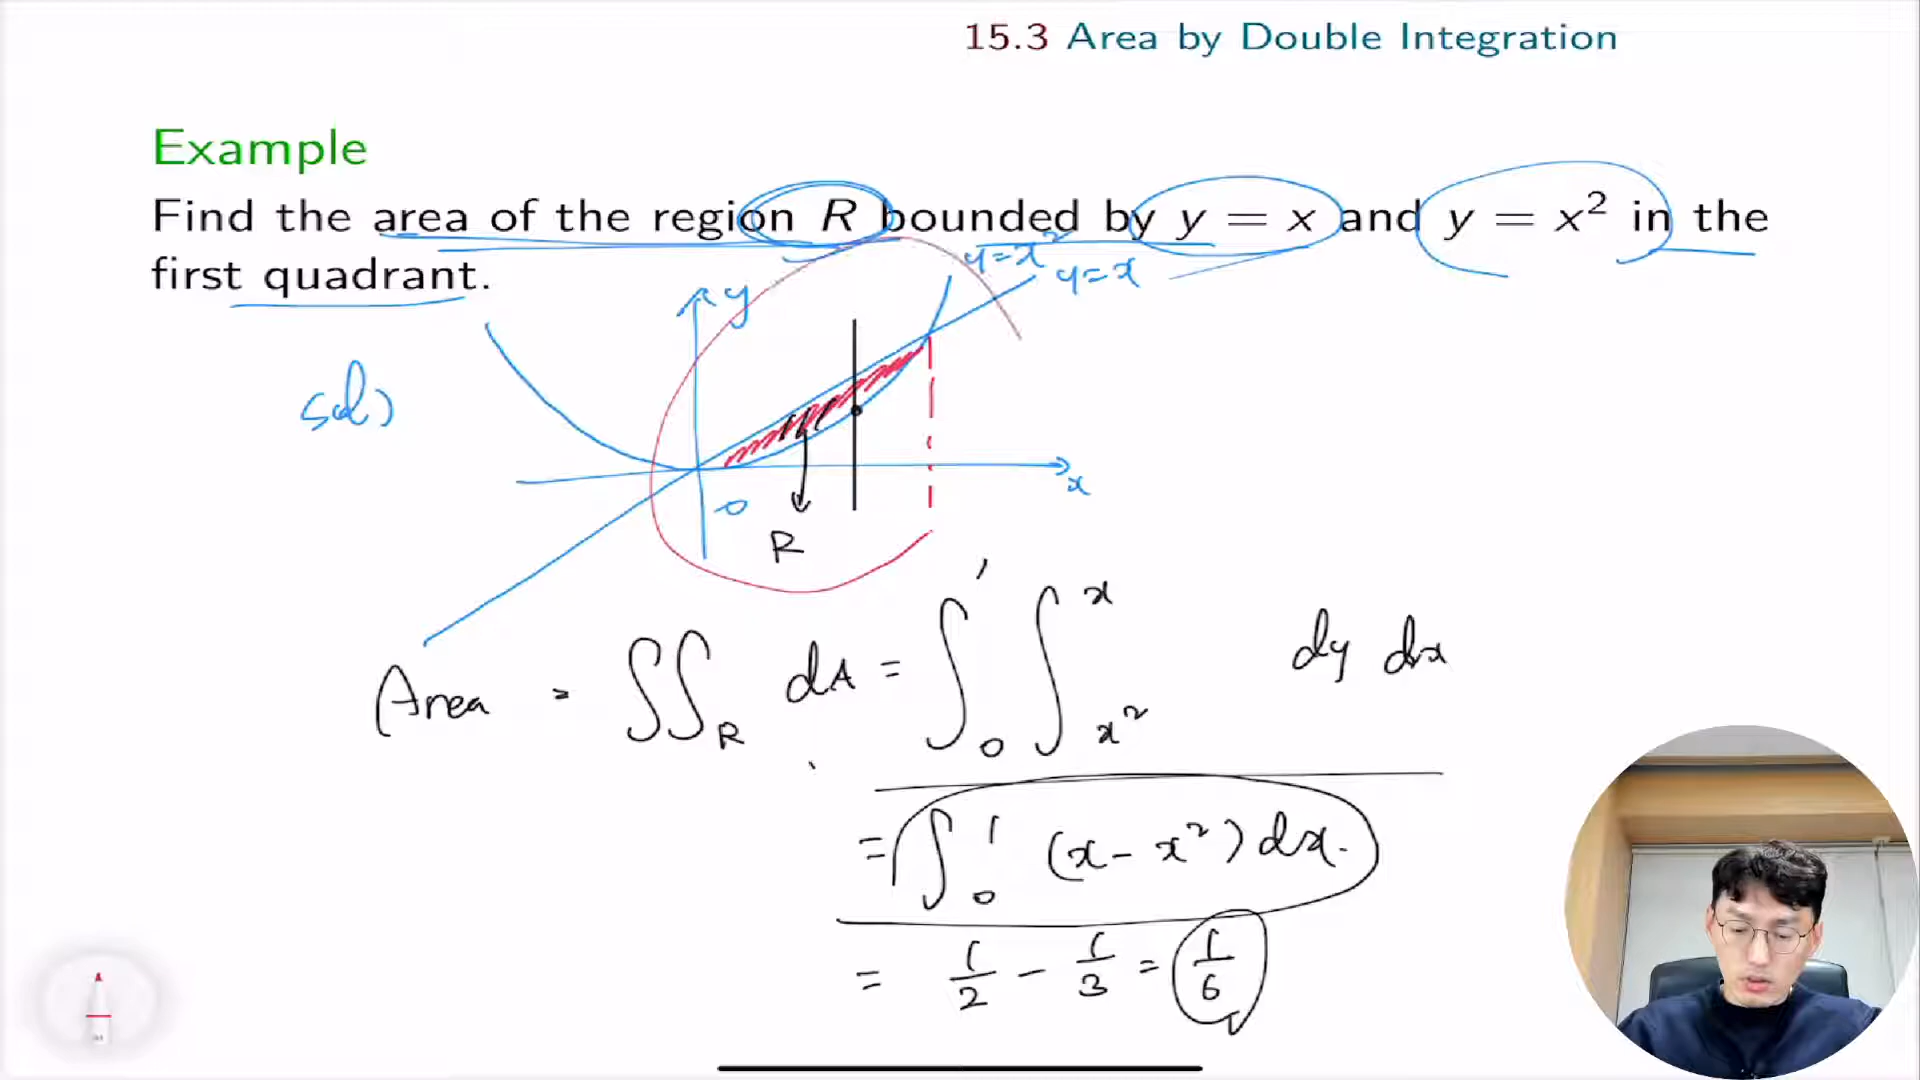 15.3 Area by Double Integration
Example
Find the area of the region R bounded by y = x and y = x² in the
first quadrant.
y=x²
y=x
y
sol)
x
0
R
Area = ∬_R dA = ∫_0^1 ∫_{x²}^x dy dx
= ∫_0^1 (x - x²) dx.
= 1/2 - 1/3 = 1/6